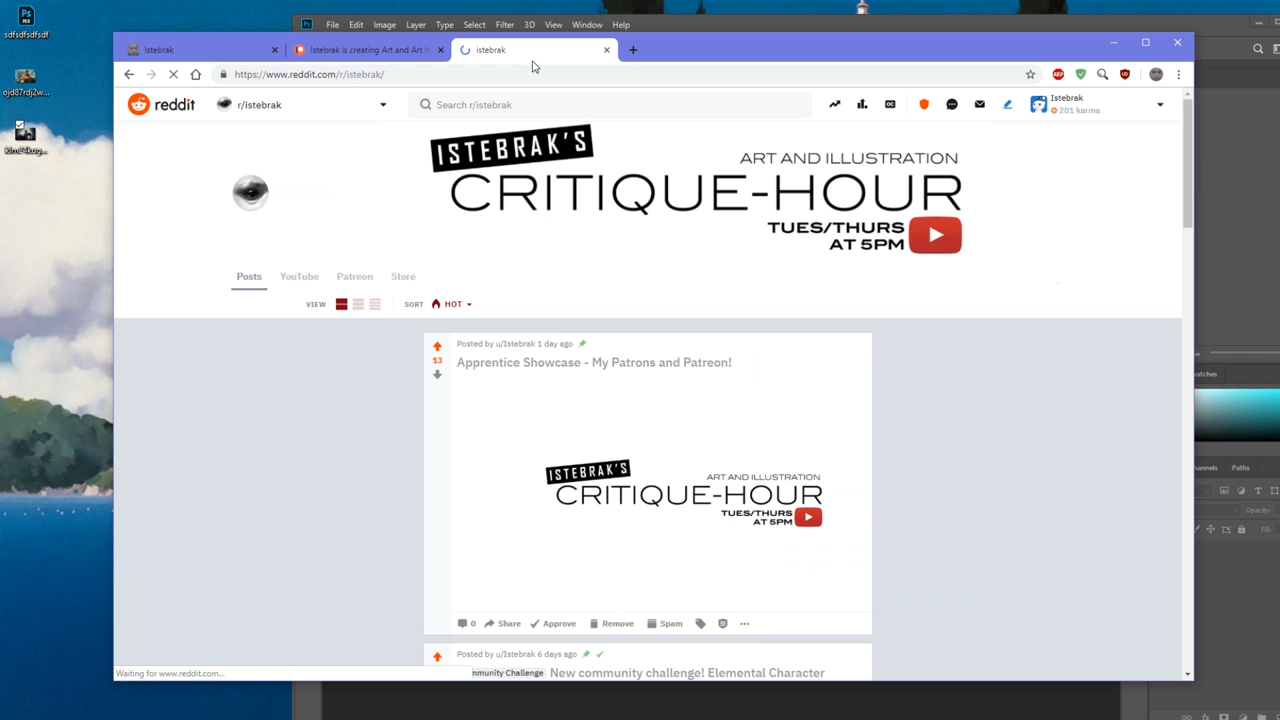 File Edit Image Layer Type Select Filter 3D View Window Help
sdfsdfsdfsdf
ojd87rdj2w...
Istebrak
Istebrak is creating Art and Art
istebrak
https://www.reddit.com/r/istebrak/
reddit
r/istebrak
Search r/istebrak
Istebrak
281 karma
ISTEBRAK'S
ART AND ILLUSTRATION
CRITIQUE-HOUR
TUES/THURS
AT 5PM
Posts YouTube Patreon Store
VIEW SORT HOT
Posted by u/Istebrak 1 day ago
13
Apprentice Showcase - My Patrons and Patreon!
ISTEBRAK'S
ART AND ILLUSTRATION
CRITIQUE-HOUR
TUES/THURS
AT 5PM
0 Share Approve Remove Spam
Posted by u/Istebrak 6 days ago
mmunity Challenge New community challenge! Elemental Character
Waiting for www.reddit.com...
watches
annels Paths
Opacity:
Fill: